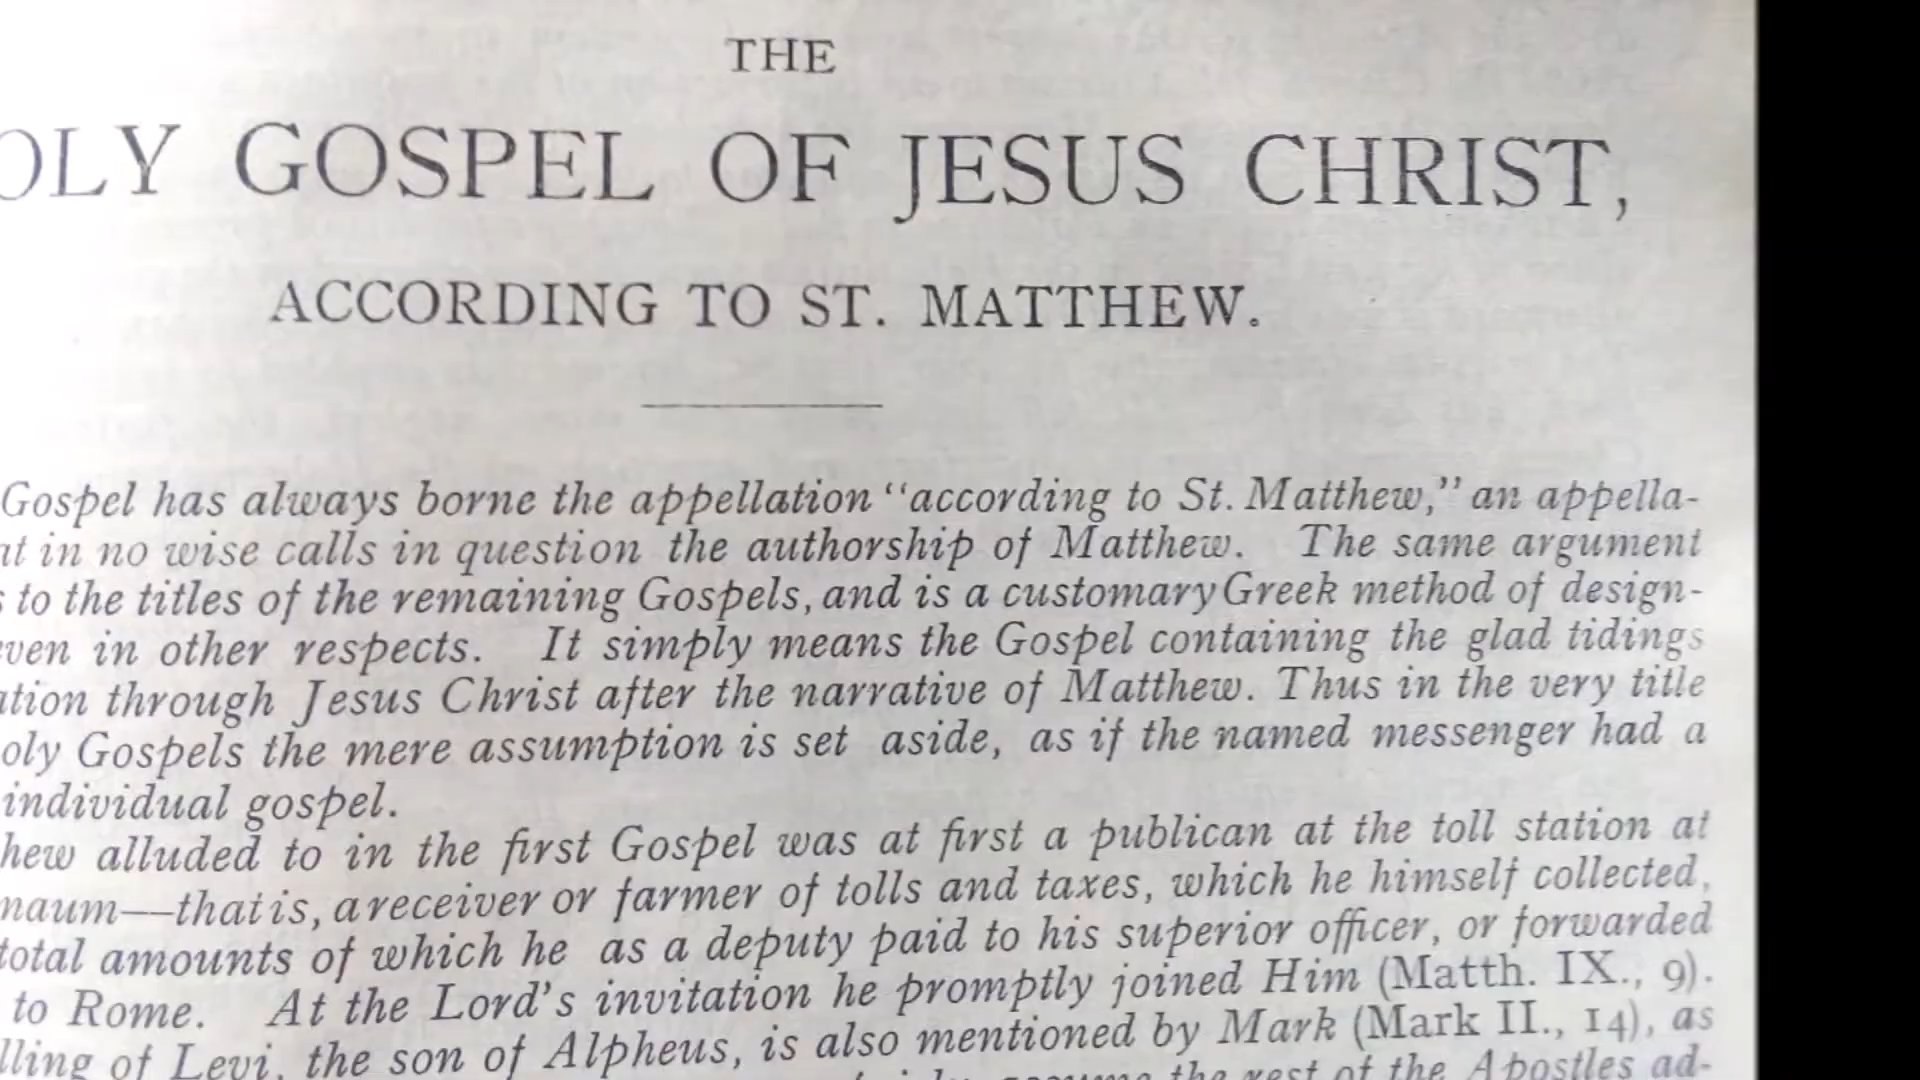 THE
OLY GOSPEL OF JESUS CHRIST,
ACCORDING TO ST. MATTHEW.
Gospel has always borne the appellation “according to St. Matthew,” an appella-
at in no wise calls in question the authorship of Matthew. The same argument
s to the titles of the remaining Gospels, and is a customary Greek method of design-
ven in other respects. It simply means the Gospel containing the glad tidings
ation through Jesus Christ after the narrative of Matthew. Thus in the very title
oly Gospels the mere assumption is set aside, as if the named messenger had a
individual gospel.
hew alluded to in the first Gospel was at first a publican at the toll station at
naum—that is, a receiver or farmer of tolls and taxes, which he himself collected,
total amounts of which he as a deputy paid to his superior officer, or forwarded
to Rome. At the Lord's invitation he promptly joined Him (Matth. IX., 9).
lling of Levi, the son of Alpheus, is also mentioned by Mark (Mark II., 14), as
assume the rest of the Apostles ad-